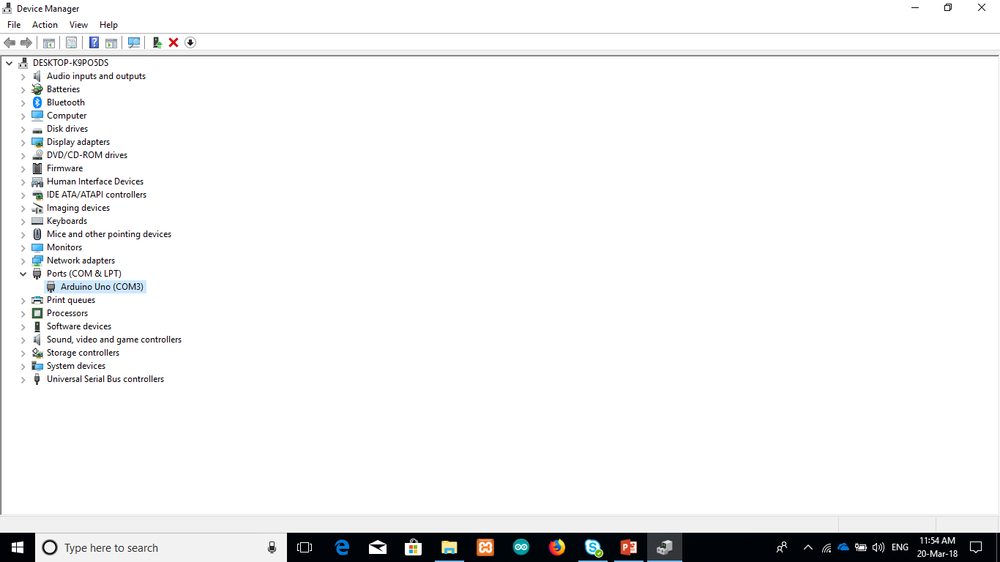 Device Manager
File Action View Help
DESKTOP-K9PO5DS
Audio inputs and outputs
Batteries
Bluetooth
Computer
Disk drives
Display adapters
DVD/CD-ROM drives
Firmware
Human Interface Devices
IDE ATA/ATAPI controllers
Imaging devices
Keyboards
Mice and other pointing devices
Monitors
Network adapters
Ports (COM & LPT)
Arduino Uno (COM3)
Print queues
Processors
Software devices
Sound, video and game controllers
Storage controllers
System devices
Universal Serial Bus controllers
Type here to search
ENG
11:54 AM
20-Mar-18